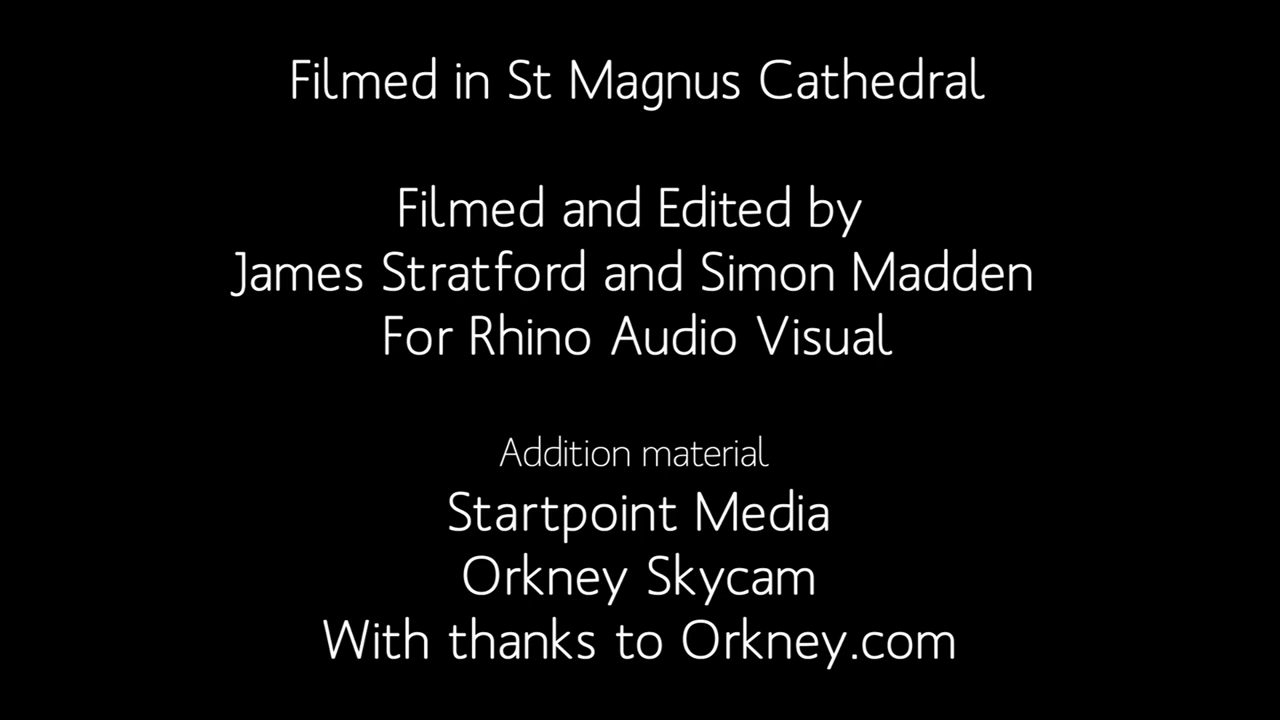 Filmed in St Magnus Cathedral
Filmed and Edited by
James Stratford and Simon Madden
For Rhino Audio Visual
Addition material
Startpoint Media
Orkney Skycam
With thanks to Orkney.com